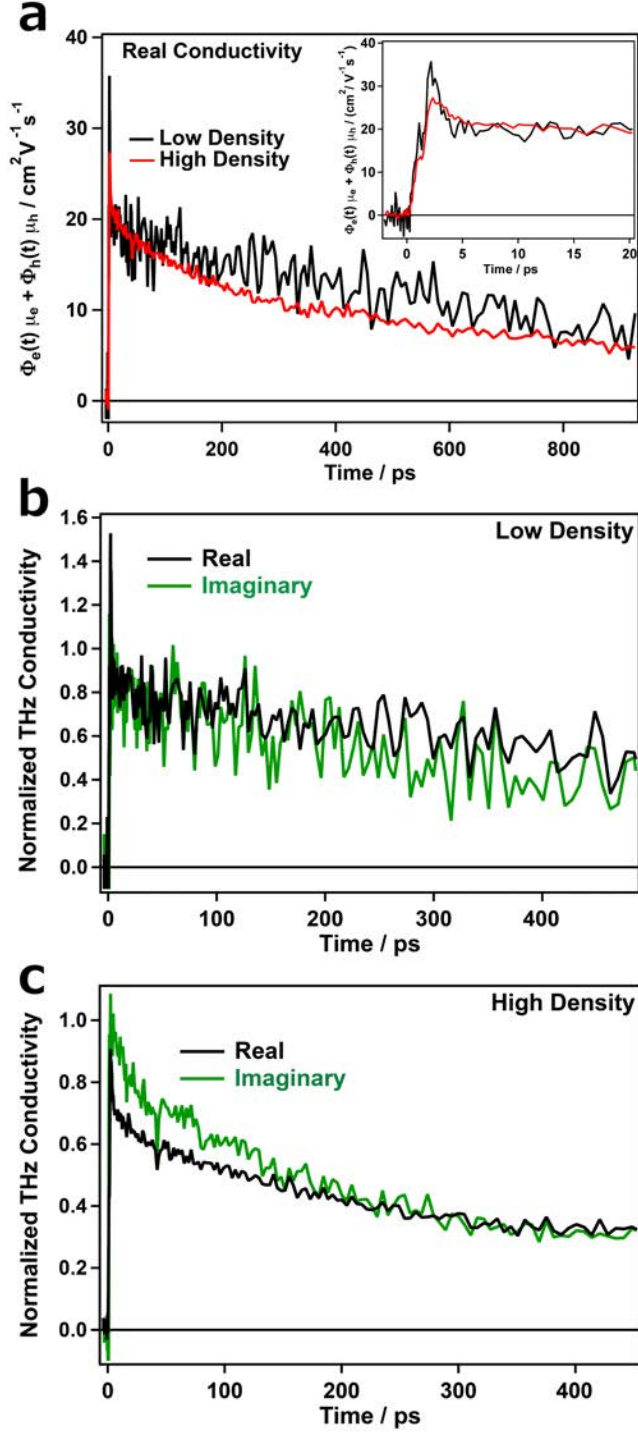 a
Real Conductivity
Low Density
High Density
Φe(t) μe + Φh(t) μh / cm²V⁻¹s⁻¹
40
30
20
10
0
0 200 400 600 800
Time / ps
Φe(t) μe + Φh(t) μh / (cm²/ V⁻¹s⁻¹)
40
30
20
10
0
0 5 10 15 20
Time / ps
b
Low Density
Real
Imaginary
Normalized THz Conductivity
1.6
1.4
1.2
1.0
0.8
0.6
0.4
0.2
0.0
0 100 200 300 400
Time / ps
c
High Density
Real
Imaginary
Normalized THz Conductivity
1.0
0.8
0.6
0.4
0.2
0.0
0 100 200 300 400
Time / ps